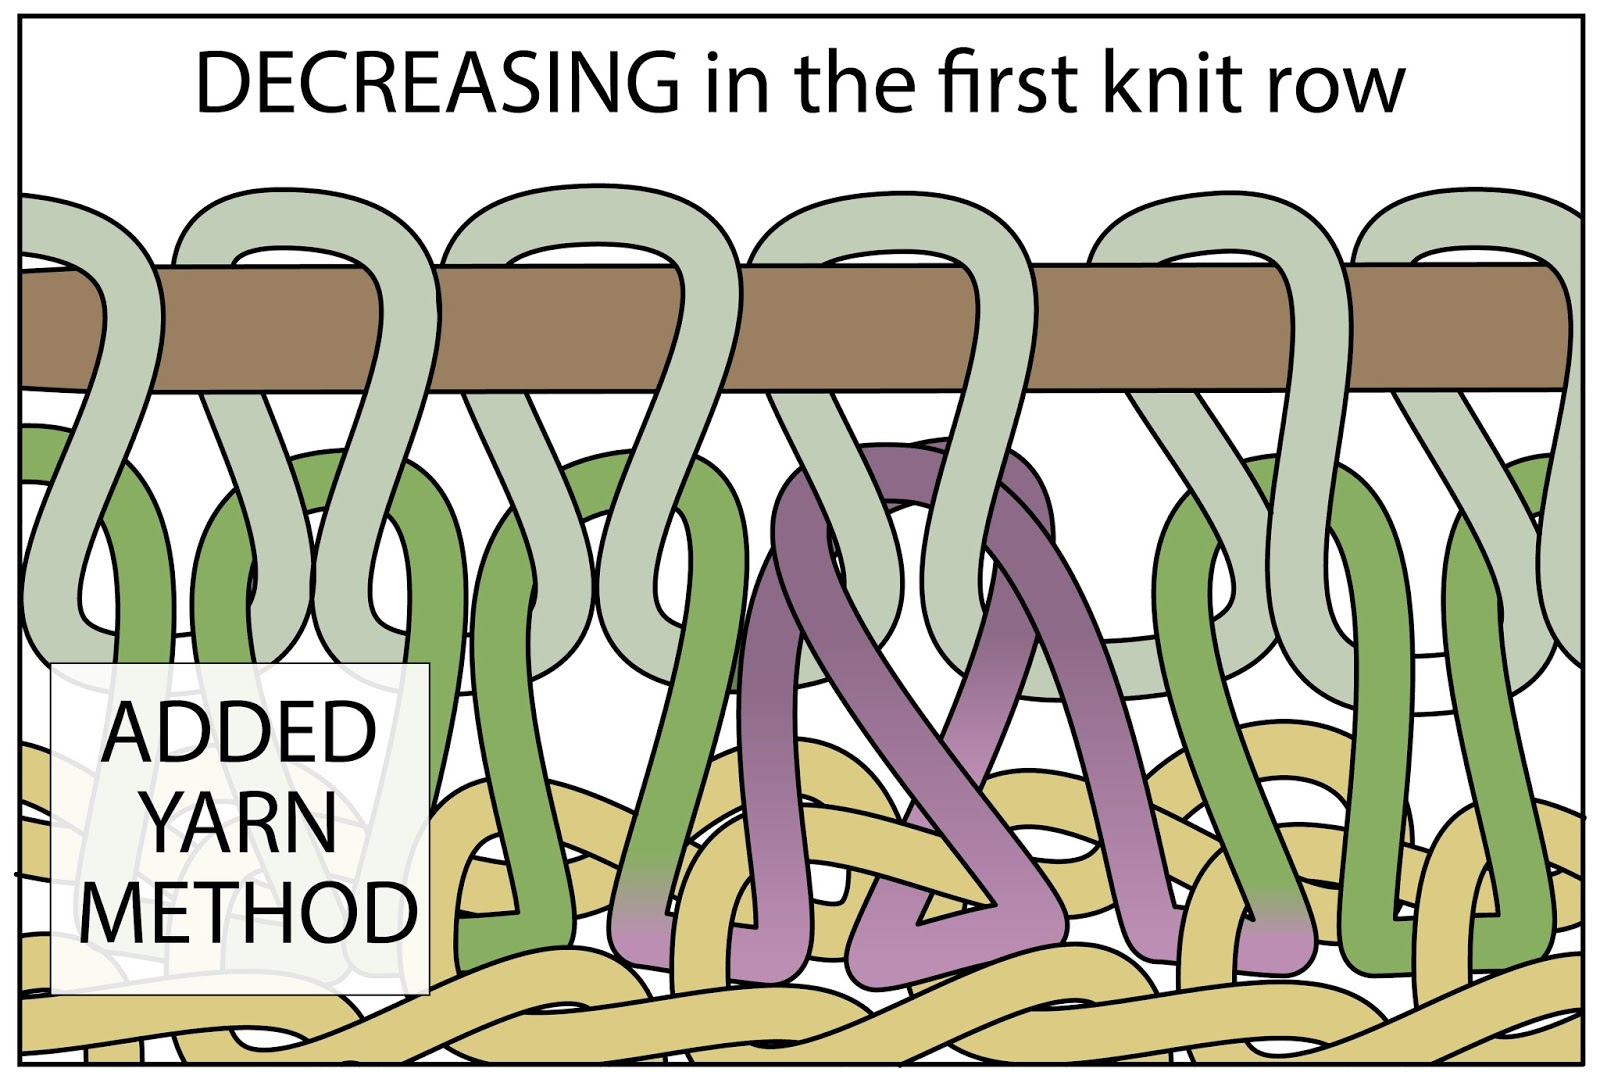 DECREASING in the first knit row
ADDED
YARN
METHOD